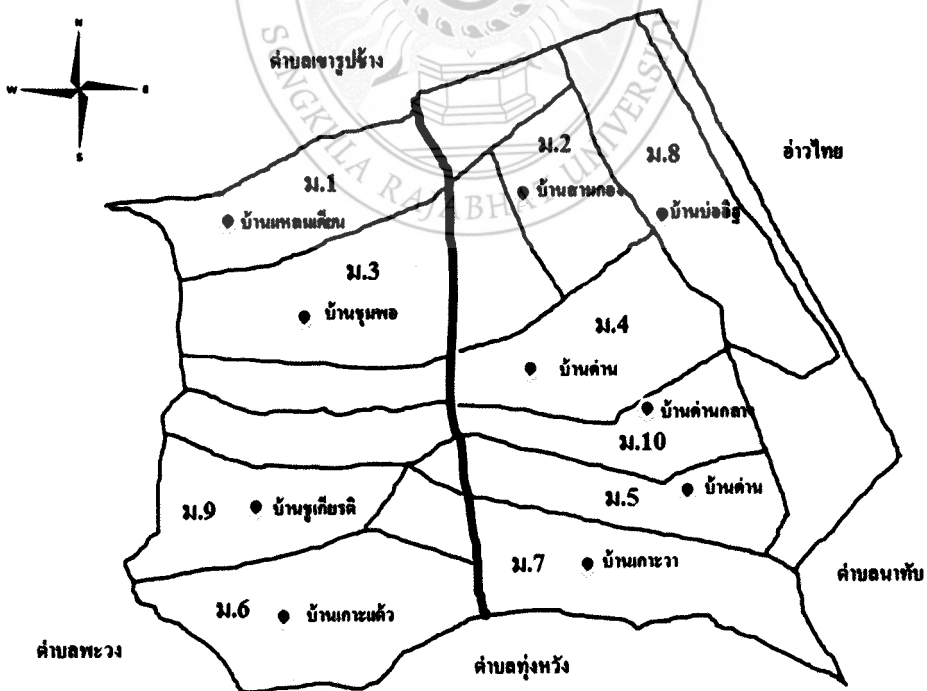 N
W
E
S
SONGKHLA RAJABHAT UNIVERSITY
ตำบลเขารูปช้าง
อ่าวไทย
ม.1
บ้านแหลมเคียน
ม.2
บ้านสามกอง
ม.8
บ้านบ่ออิฐ
ม.3
บ้านชุมพอ
ม.4
บ้านด่าน
บ้านด่านกลาง
ม.10
ม.9
บ้านชูเกียรติ
ม.5
บ้านด่าน
ม.7
บ้านเกาะวา
ม.6
บ้านเกาะแต้ว
ตำบลนาทับ
ตำบลพะวง
ตำบลทุ่งหวัง